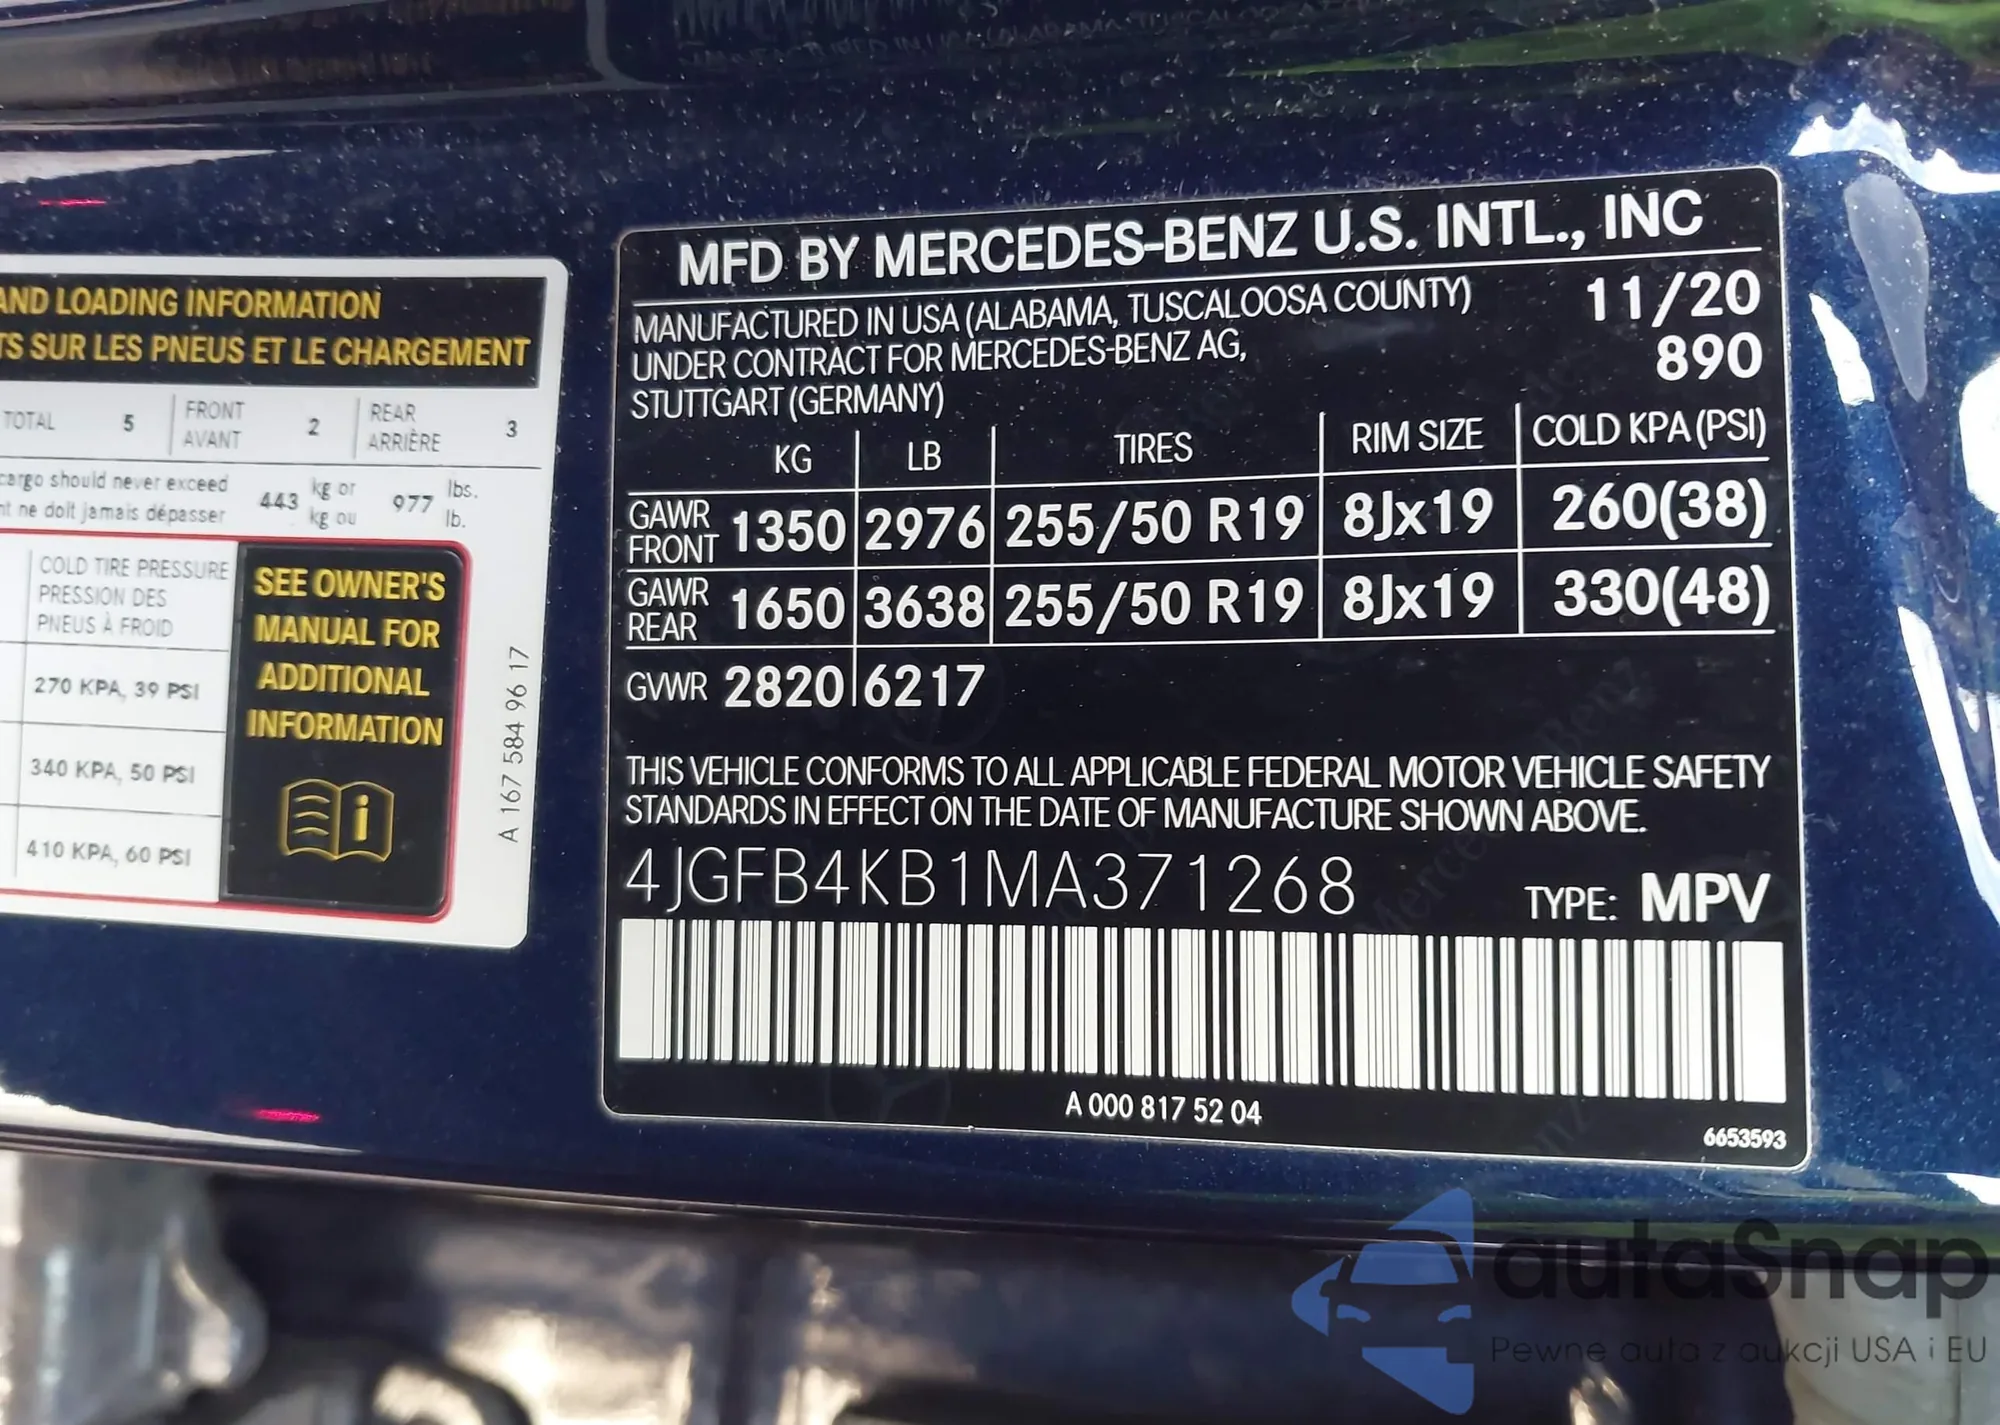 AND LOADING INFORMATION
TS SUR LES PNEUS ET LE CHARGEMENT
TOTAL 5 FRONT AVANT 2 REAR ARRIÈRE 3
cargo should never exceed 443 kg or 977 lbs.
nt ne doit jamais dépasser kg ou lb.
COLD TIRE PRESSURE
PRESSION DES
PNEUS À FROID
270 KPA, 39 PSI
340 KPA, 50 PSI
410 KPA, 60 PSI
SEE OWNER'S
MANUAL FOR
ADDITIONAL
INFORMATION
A 167 584 96 17
MFD BY MERCEDES-BENZ U.S. INTL., INC
MANUFACTURED IN USA (ALABAMA, TUSCALOOSA COUNTY) 11/20
UNDER CONTRACT FOR MERCEDES-BENZ AG, 890
STUTTGART (GERMANY)
KG LB TIRES RIM SIZE COLD KPA (PSI)
GAWR FRONT 1350 2976 255/50 R19 8Jx19 260(38)
GAWR REAR 1650 3638 255/50 R19 8Jx19 330(48)
GVWR 2820 6217
THIS VEHICLE CONFORMS TO ALL APPLICABLE FEDERAL MOTOR VEHICLE SAFETY
STANDARDS IN EFFECT ON THE DATE OF MANUFACTURE SHOWN ABOVE.
4JGFB4KB1MA371268 TYPE: MPV
A 000 817 52 04
6653593
autaSnap
Pewne auta z aukcji USA i EU